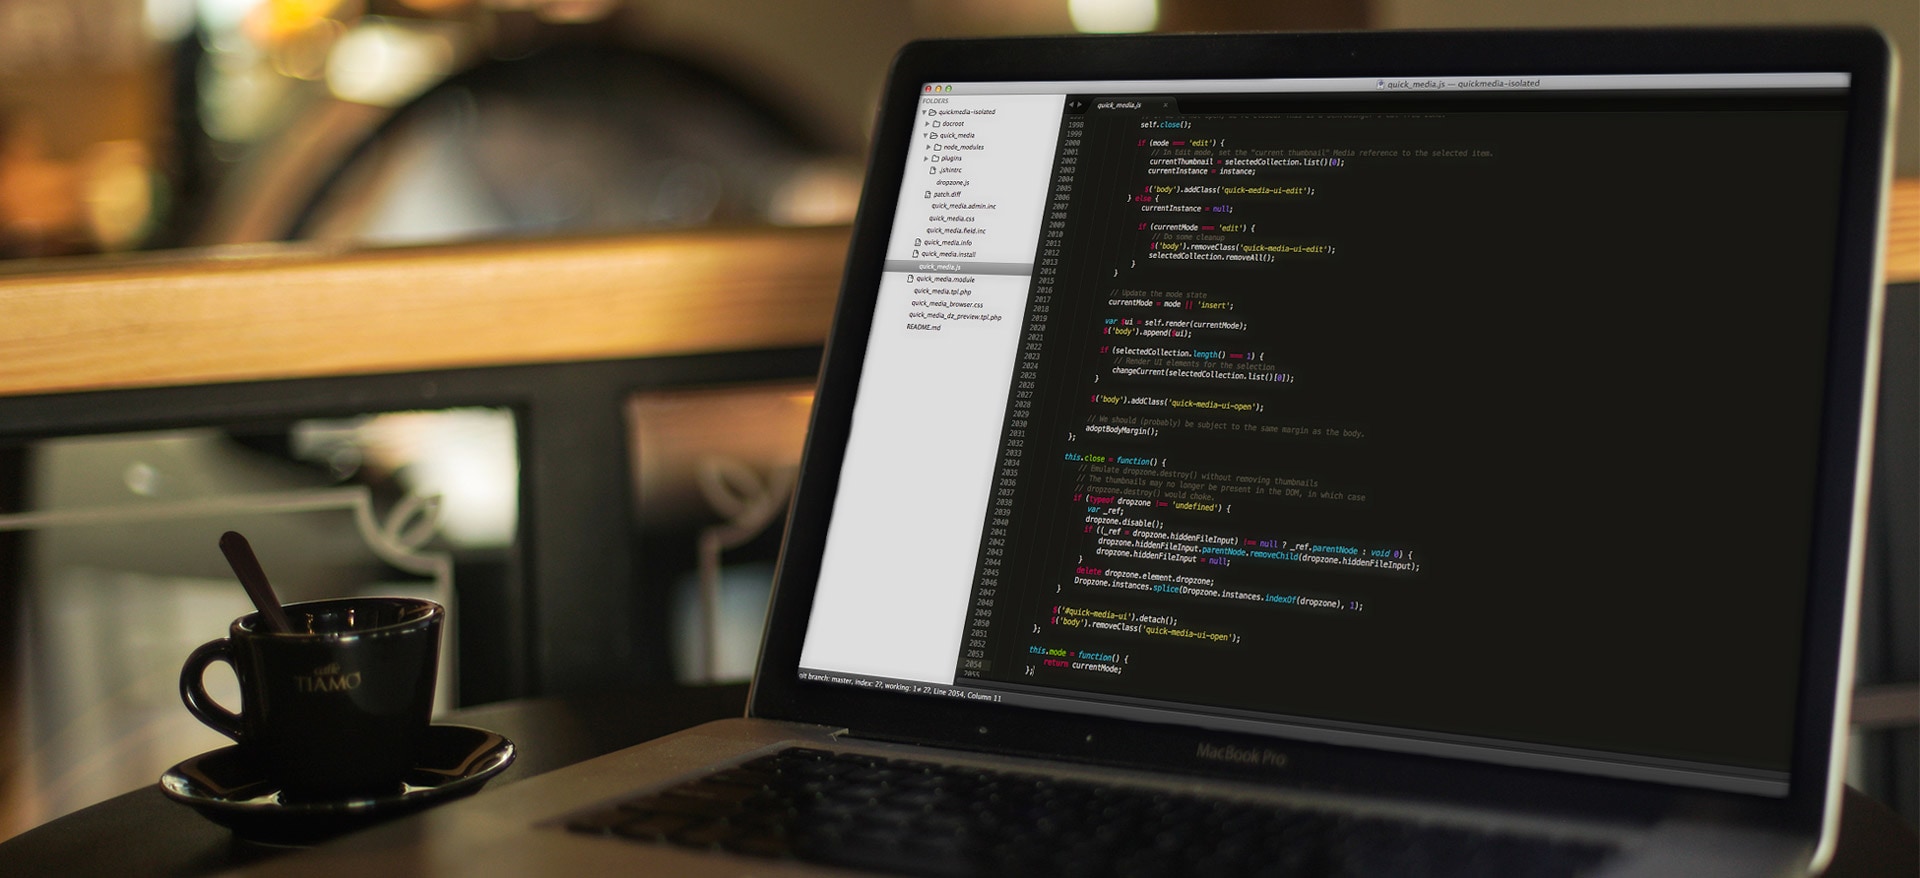 quick_media.js — quickmedia-isolated
FOLDERS
quickmedia-isolated
docroot
quick_media
node_modules
plugins
.jshintrc
dropzone.js
patch.diff
quick_media.admin.inc
quick_media.css
quick_media.field.inc
quick_media.info
quick_media.install
quick_media.js
quick_media.module
quick_media.tpl.php
quick_media_browser.css
quick_media_dz_preview.tpl.php
README.md
quick_media.js
1998 self.close();
1999
2000 if (mode === 'edit') {
2001 // In Edit mode, set the "current thumbnail" Media reference to the selected item.
2002 currentThumbnail = selectedCollection.list()[0];
2003 currentInstance = instance;
2004
2005 $('body').addClass('quick-media-ui-edit');
2006 } else {
2007 currentInstance = null;
2008
2009 if (currentMode === 'edit') {
2010 // Do some cleanup
2011 $('body').removeClass('quick-media-ui-edit');
2012 selectedCollection.removeAll();
2013 }
2014 }
2015
2016 // Update the mode state
2017 currentMode = mode || 'insert';
2018
2019 var $ui = self.render(currentMode);
2020 $('body').append($ui);
2021
2022 if (selectedCollection.length() === 1) {
2023 // Render UI elements for the selection
2024 changeCurrent(selectedCollection.list()[0]);
2025 }
2026
2027 $('body').addClass('quick-media-ui-open');
2028
2029 // We should (probably) be subject to the same margin as the body.
2030 adoptBodyMargin();
2031 };
2032
2033 this.close = function() {
2034 // Emulate dropzone.destroy() without removing thumbnails
2035 // The thumbnails may no longer be present in the DOM, in which case
2036 // dropzone.destroy() would choke.
2037 if (typeof dropzone !== 'undefined') {
2038 var _ref;
2039 dropzone.disable();
2040 if ((_ref = dropzone.hiddenFileInput) !== null ? _ref.parentNode : void 0) {
2041 dropzone.hiddenFileInput.parentNode.removeChild(dropzone.hiddenFileInput);
2042 dropzone.hiddenFileInput = null;
2043 }
2044 delete dropzone.element.dropzone;
2045 Dropzone.instances.splice(Dropzone.instances.indexOf(dropzone), 1);
2046 }
2047
2048 $('#quick-media-ui').detach();
2049 $('body').removeClass('quick-media-ui-open');
2050 };
2051
2052 this.mode = function() {
2053 return currentMode;
2054 };
2055
git branch: master, index: 2?, working: 1≠ 2?, Line 2054, Column 11
MacBook Pro
café
TIAMO